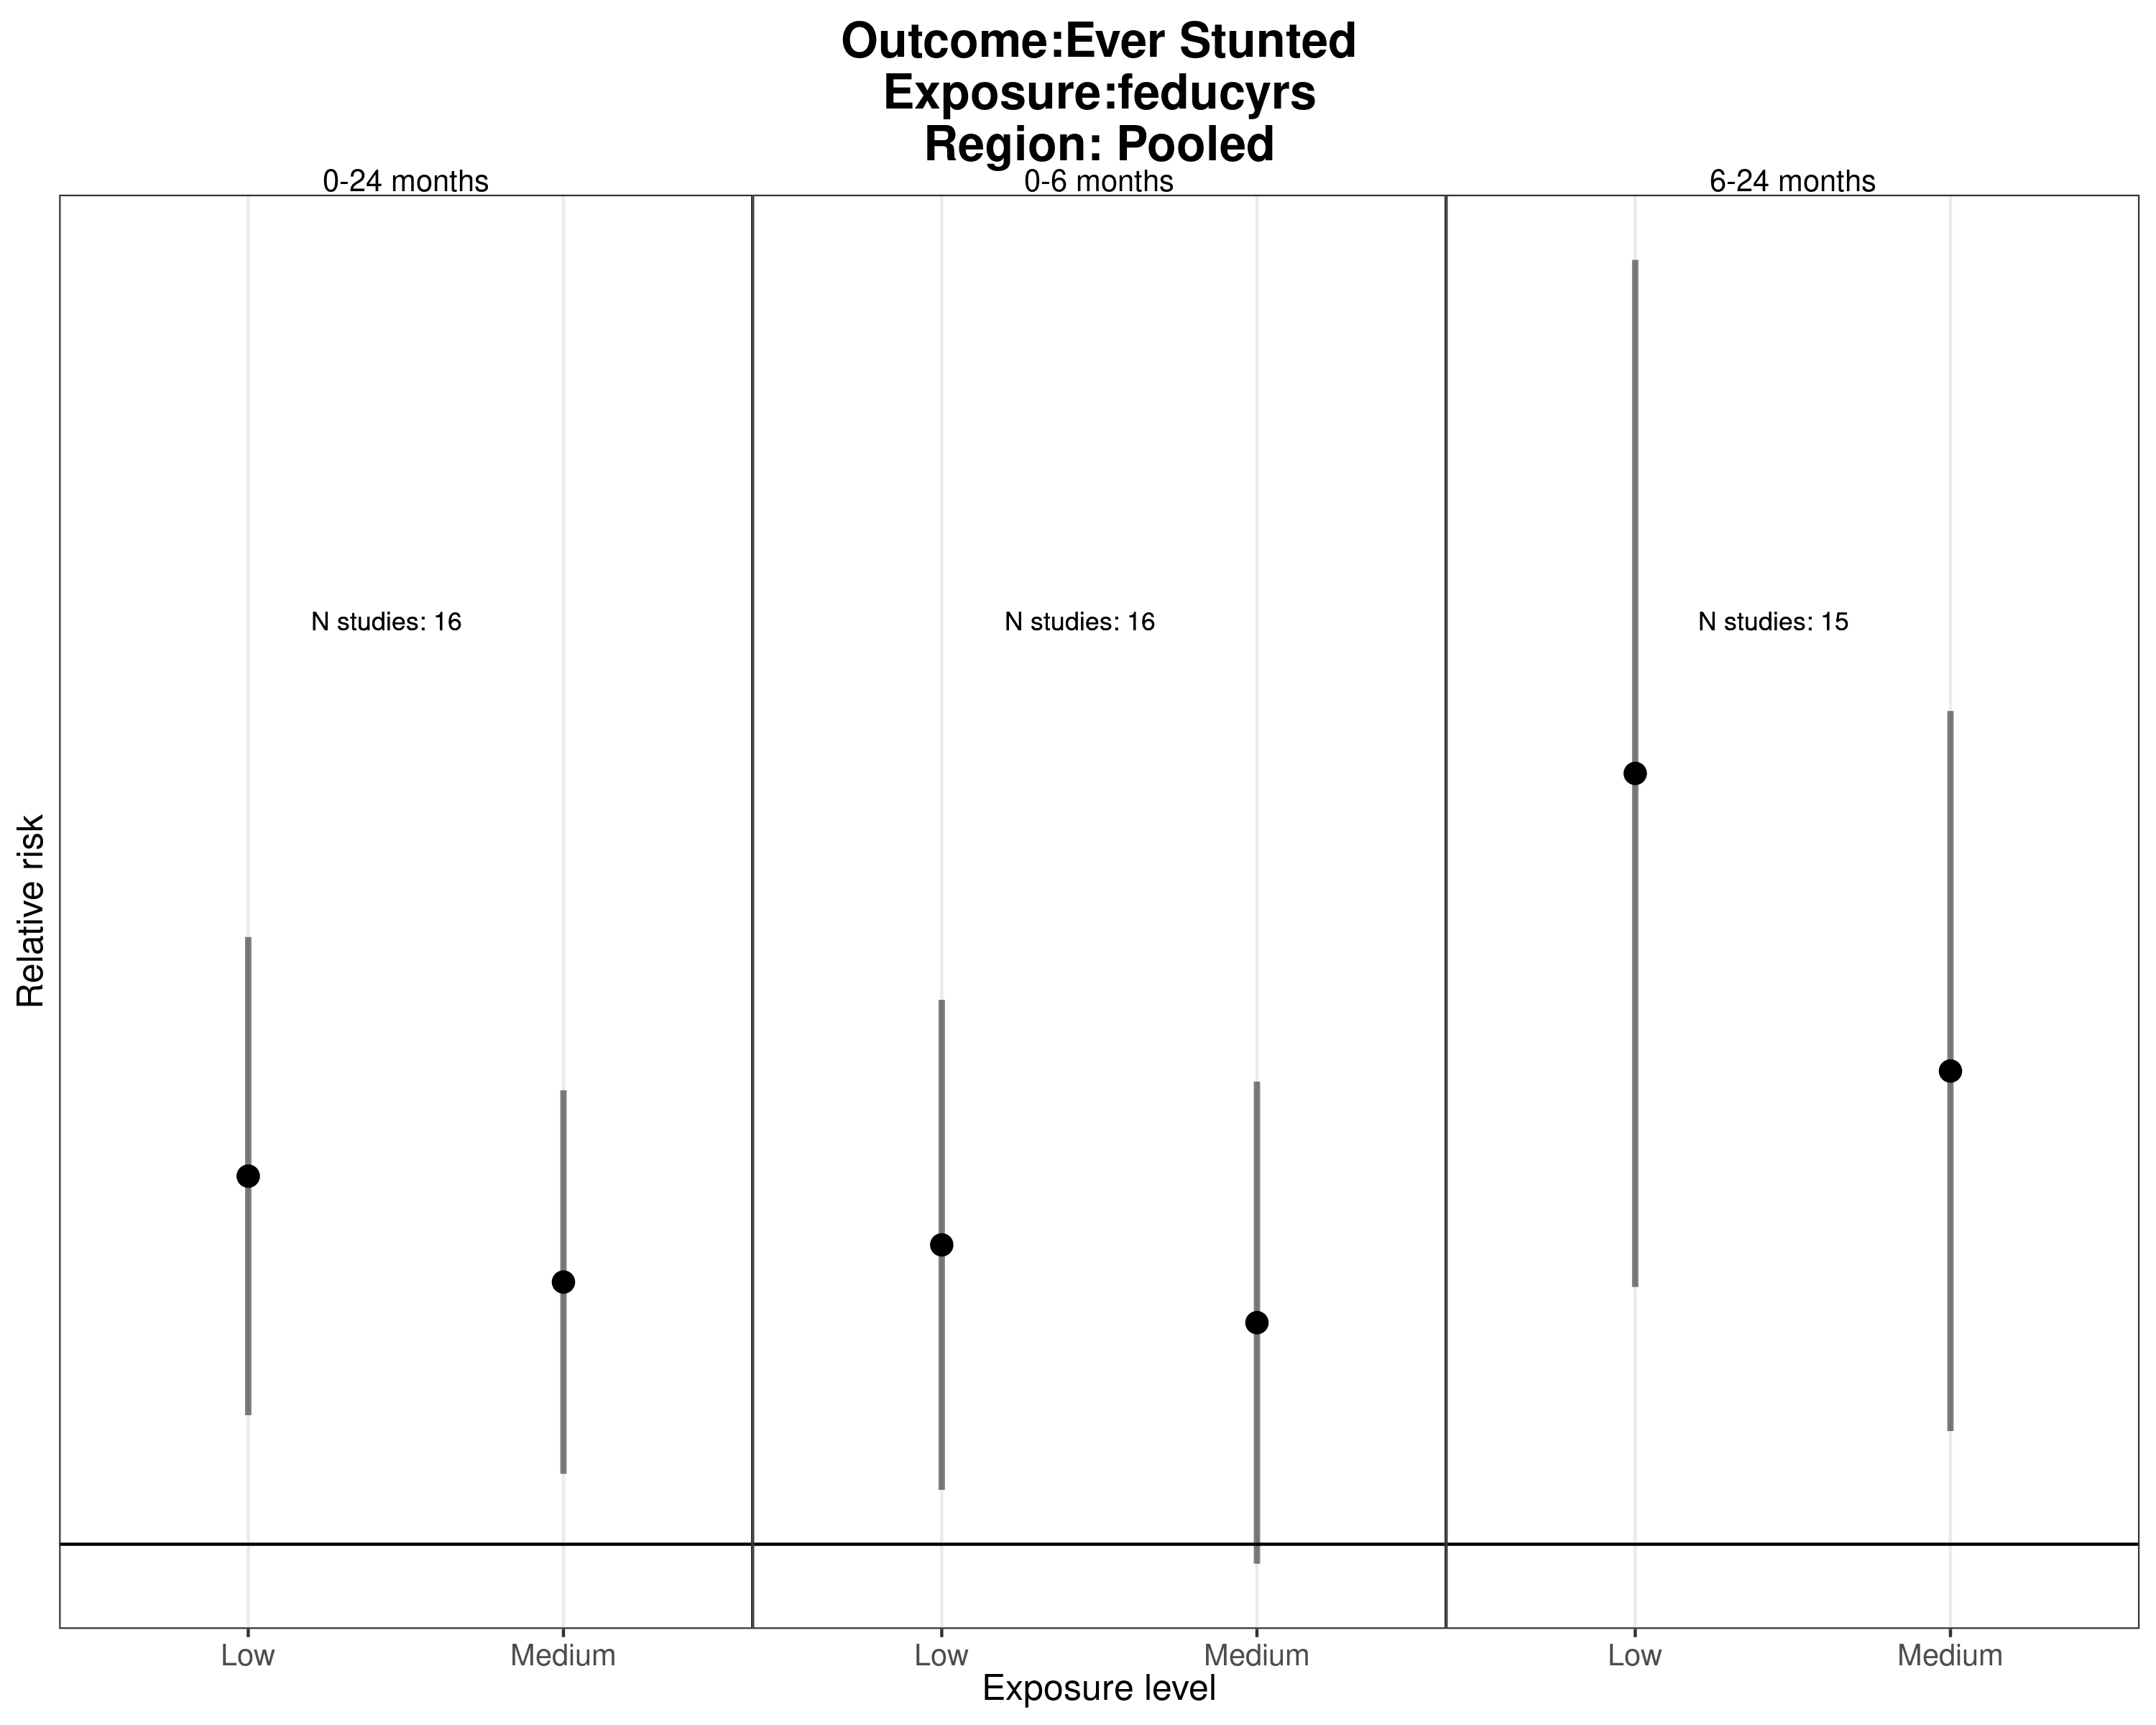 Outcome:Ever Stunted
Exposure:feducyrs
Region: Pooled
0-24 months
0-6 months
6-24 months
N studies: 16
N studies: 16
N studies: 15
Relative risk
Low
Medium
Low
Medium
Low
Medium
Exposure level